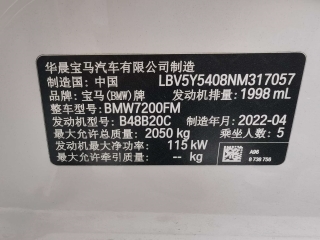 华晨宝马汽车有限公司制造
制造国：中国 LBV5Y5408NM317057
品牌：宝马(BMW)牌 发动机排量：1998 mL
整车型号：BMW7200FM
发动机型号：B48B20C 制造年月：2022-04
最大允许总质量：2050 kg 乘坐人数：5
发动机最大净功率：115 kW
最大允许牵引质量：-- kg
A96
8 738 756